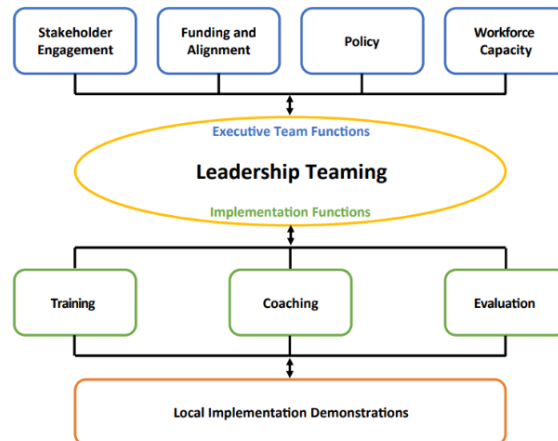 Stakeholder
Engagement
Funding and
Alignment
Policy
Workforce
Capacity
Executive Team Functions
Leadership Teaming
Implementation Functions
Training
Coaching
Evaluation
Local Implementation Demonstrations